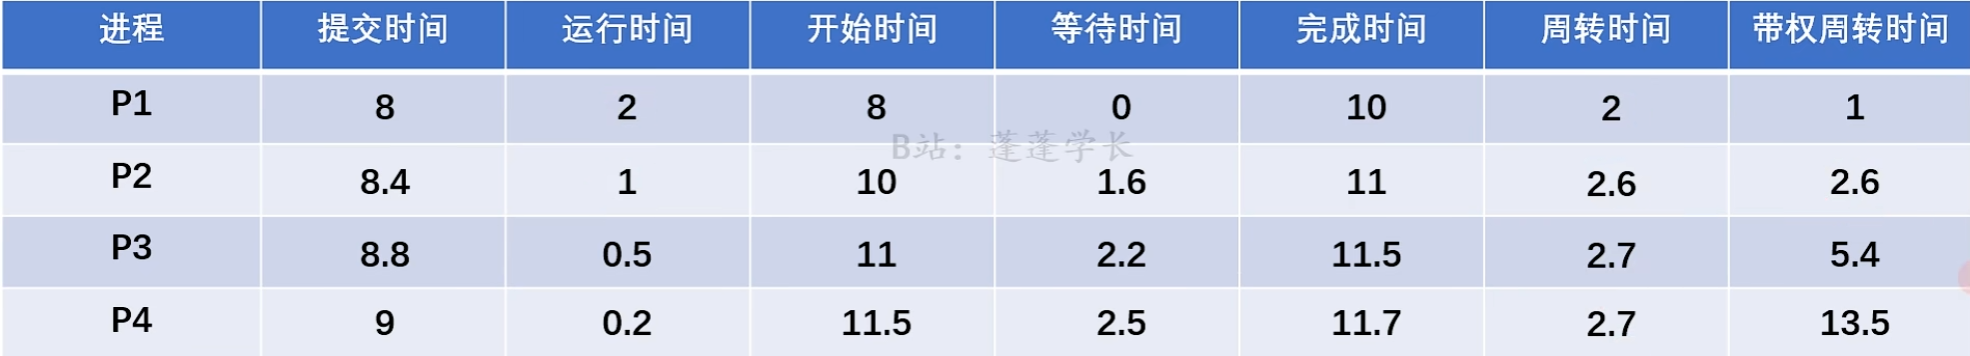 进程 提交时间 运行时间 开始时间 等待时间 完成时间 周转时间 带权周转时间
P1 8 2 8 0 10 2 1
B站：蓬蓬学长
P2 8.4 1 10 1.6 11 2.6 2.6
P3 8.8 0.5 11 2.2 11.5 2.7 5.4
P4 9 0.2 11.5 2.5 11.7 2.7 13.5